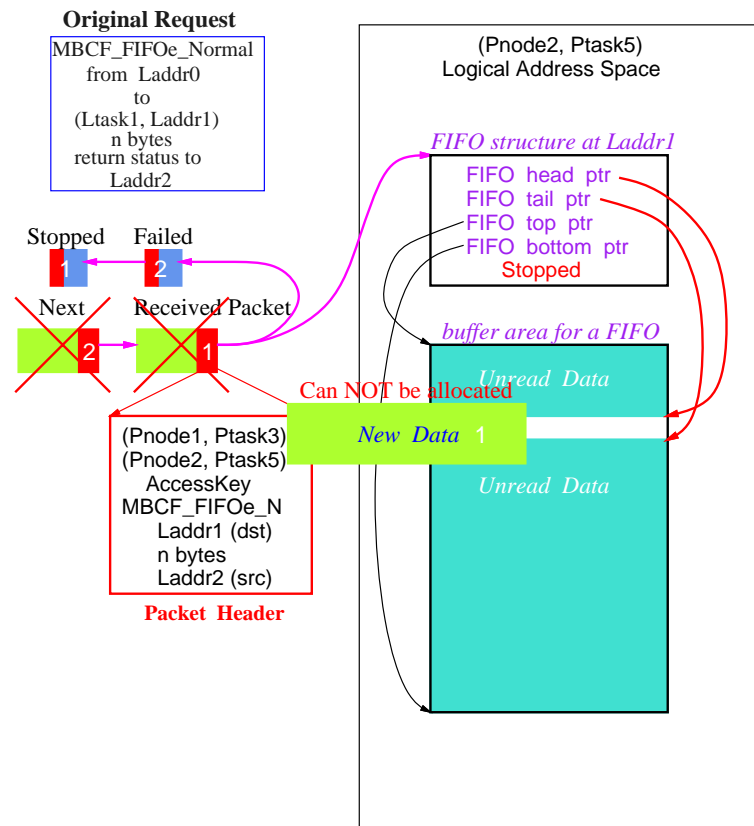 Original Request
MBCF_FIFOe_Normal
from Laddr0
to
(Ltask1, Laddr1)
n bytes
return status to
Laddr2
(Pnode2, Ptask5)
Logical Address Space
FIFO structure at Laddr1
FIFO head ptr
FIFO tail ptr
FIFO top ptr
FIFO bottom ptr
Stopped
Stopped
Failed
1
2
Next
Received Packet
2
1
buffer area for a FIFO
Unread Data
Can NOT be allocated
New Data 1
Unread Data
(Pnode1, Ptask3)
(Pnode2, Ptask5)
AccessKey
MBCF_FIFOe_N
Laddr1 (dst)
n bytes
Laddr2 (src)
Packet Header